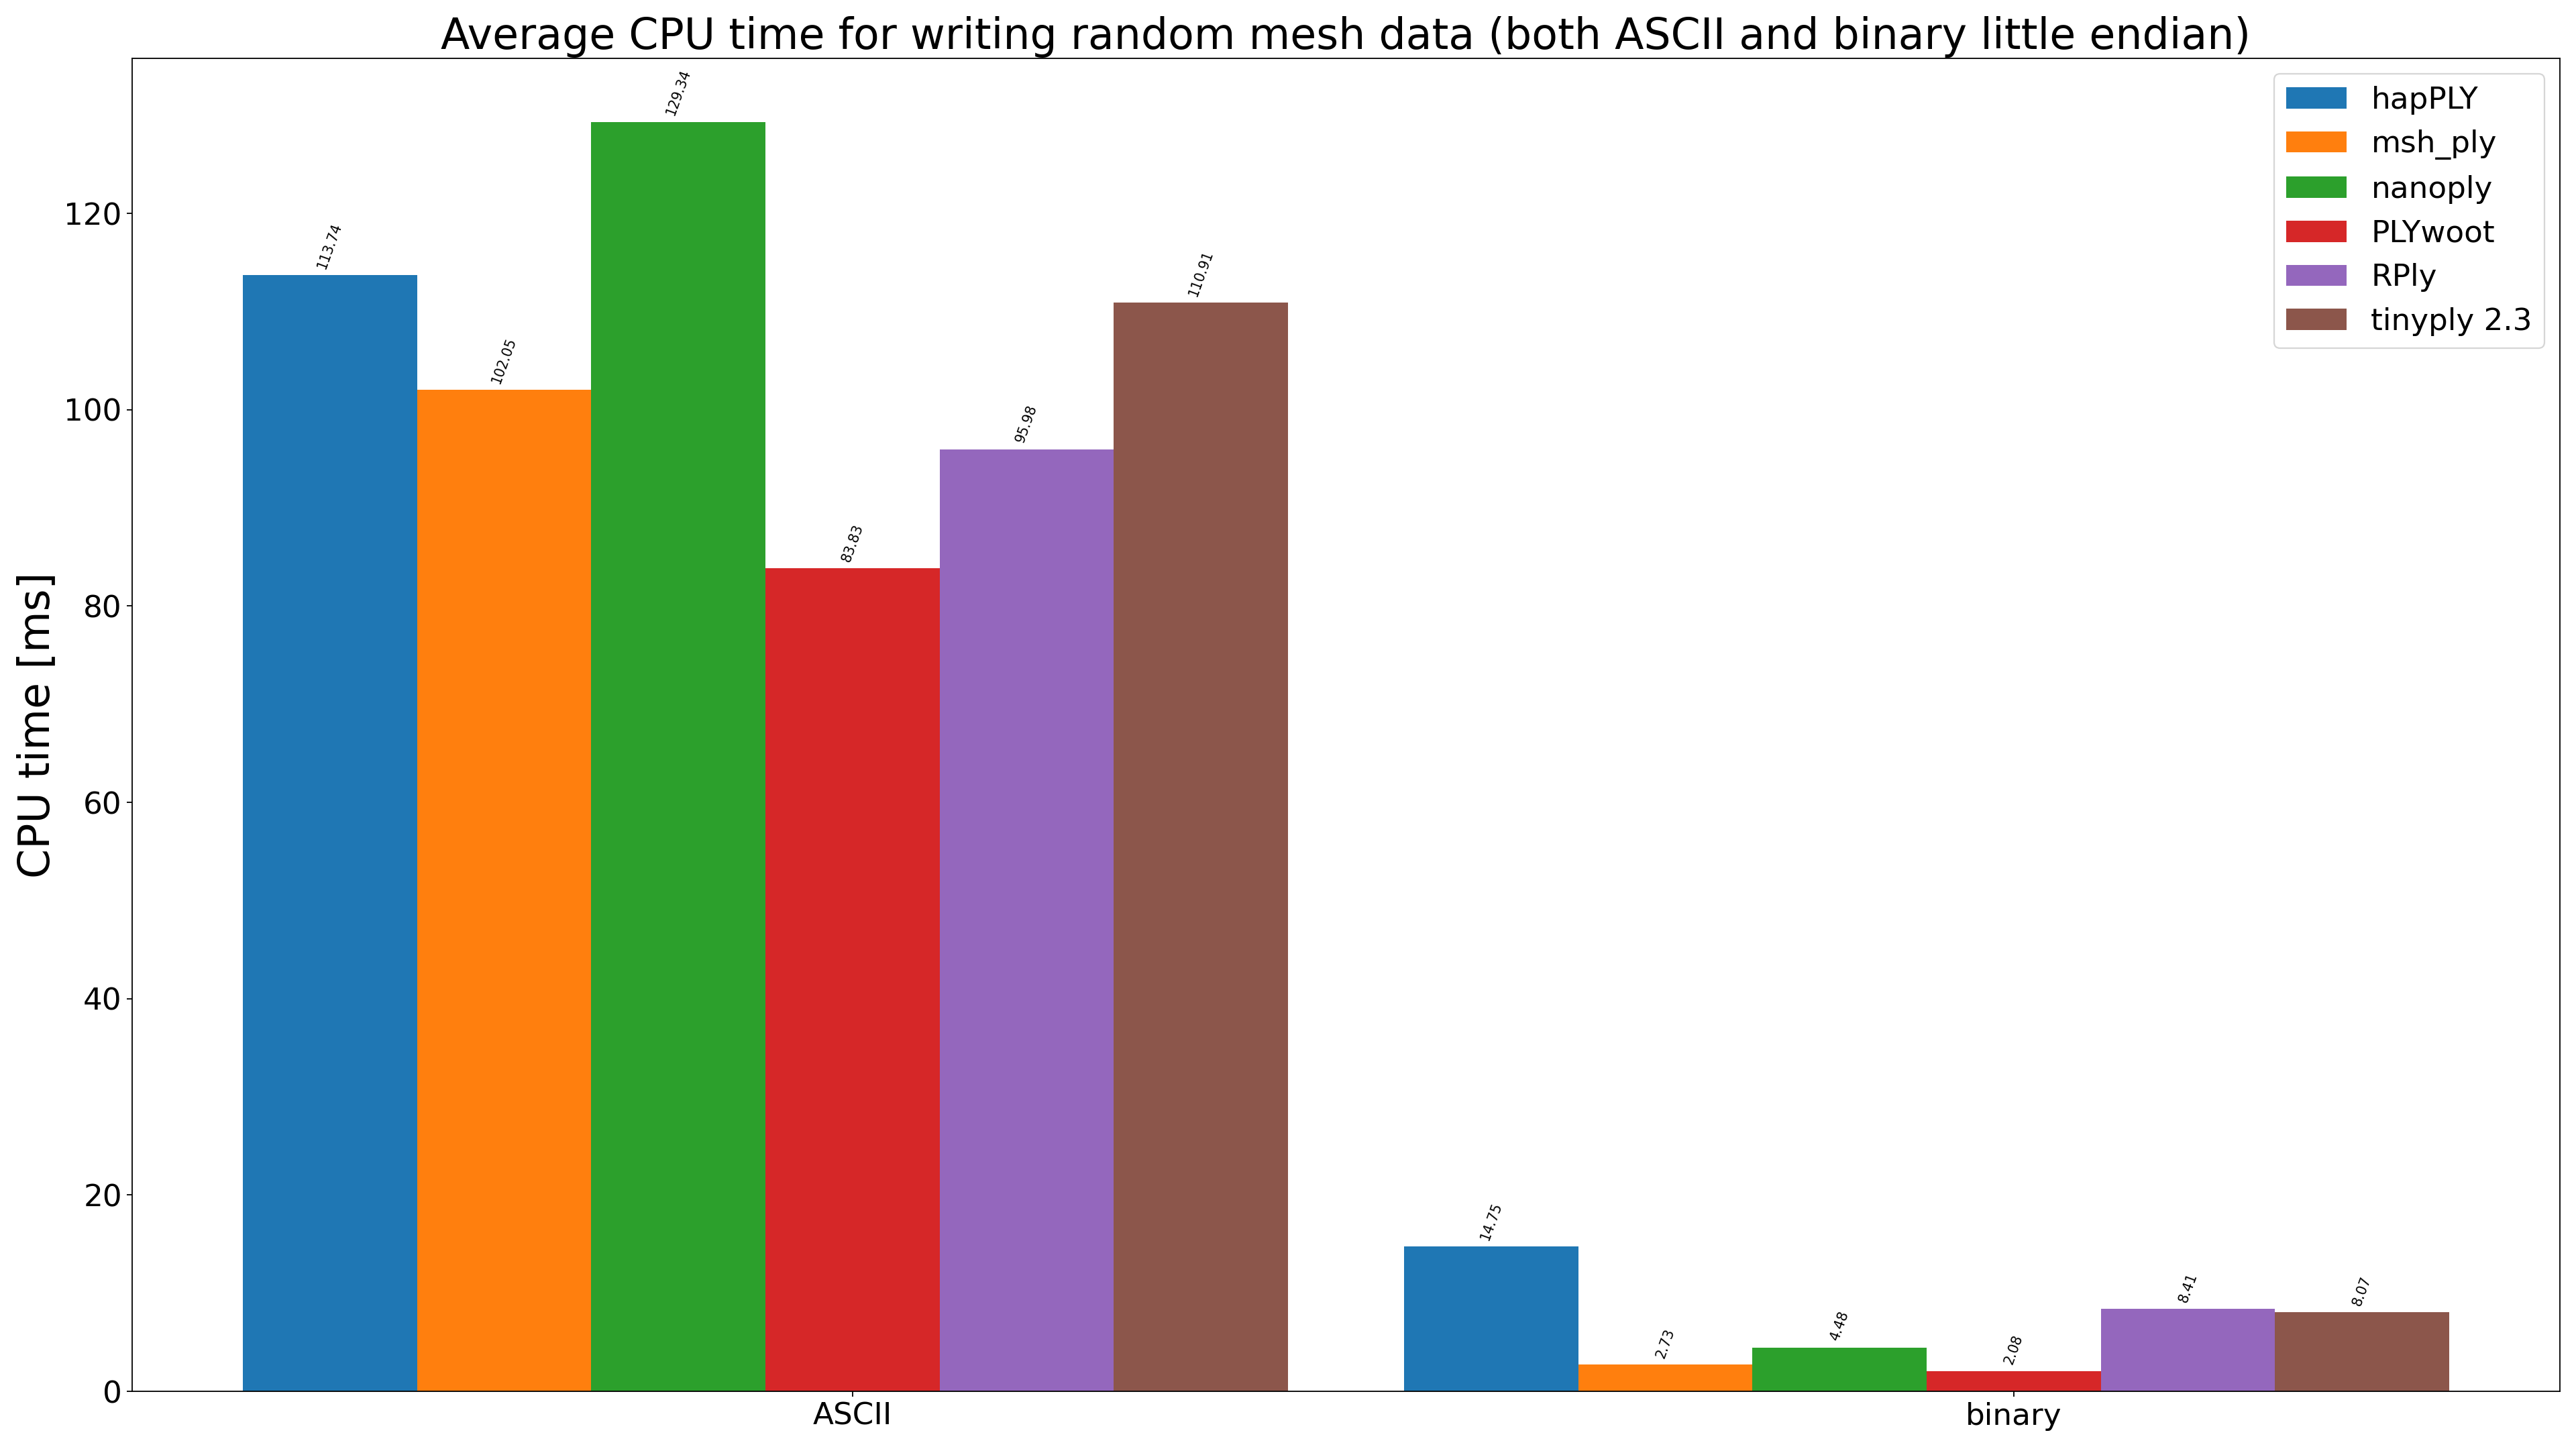 Average CPU time for writing random mesh data (both ASCII and binary little endian)
CPU time [ms]
120
100
80
60
40
20
0
113.74
102.05
129.34
83.83
95.98
110.91
14.75
2.73
4.48
2.08
8.41
8.07
ASCII
binary
hapPLY
msh_ply
nanoply
PLYwoot
RPly
tinyply 2.3